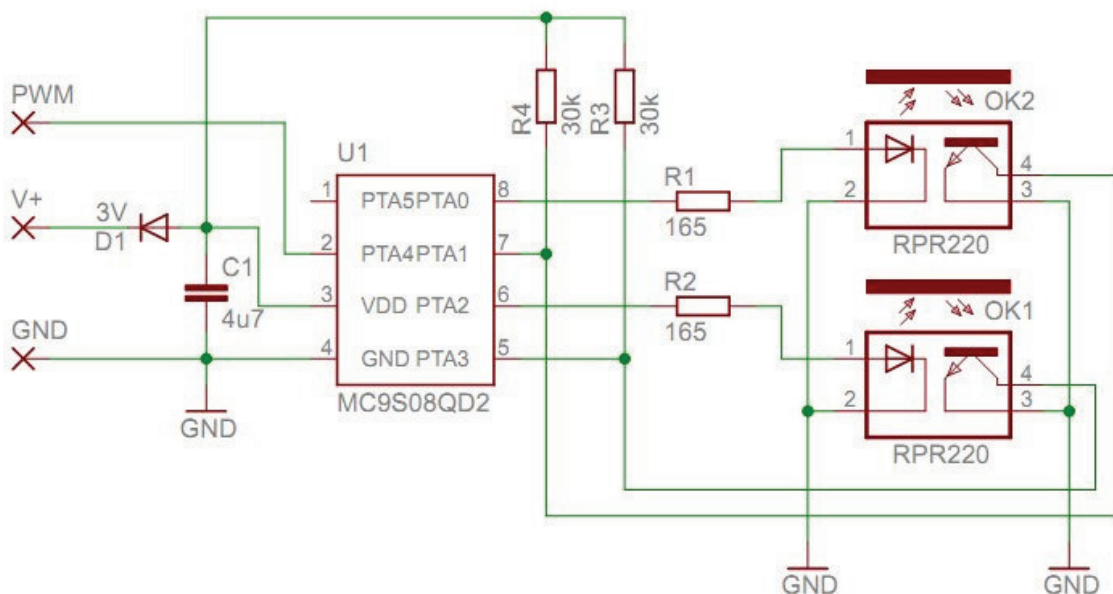 PWM
V+
3V
D1
C1
4u7
GND
GND
U1
1
2
3
4
PTA5PTA0
PTA4PTA1
VDD PTA2
GND PTA3
8
7
6
5
MC9S08QD2
R4
30k
R3
30k
R1
165
R2
165
OK2
1
2
4
3
RPR220
OK1
1
2
4
3
RPR220
GND
GND